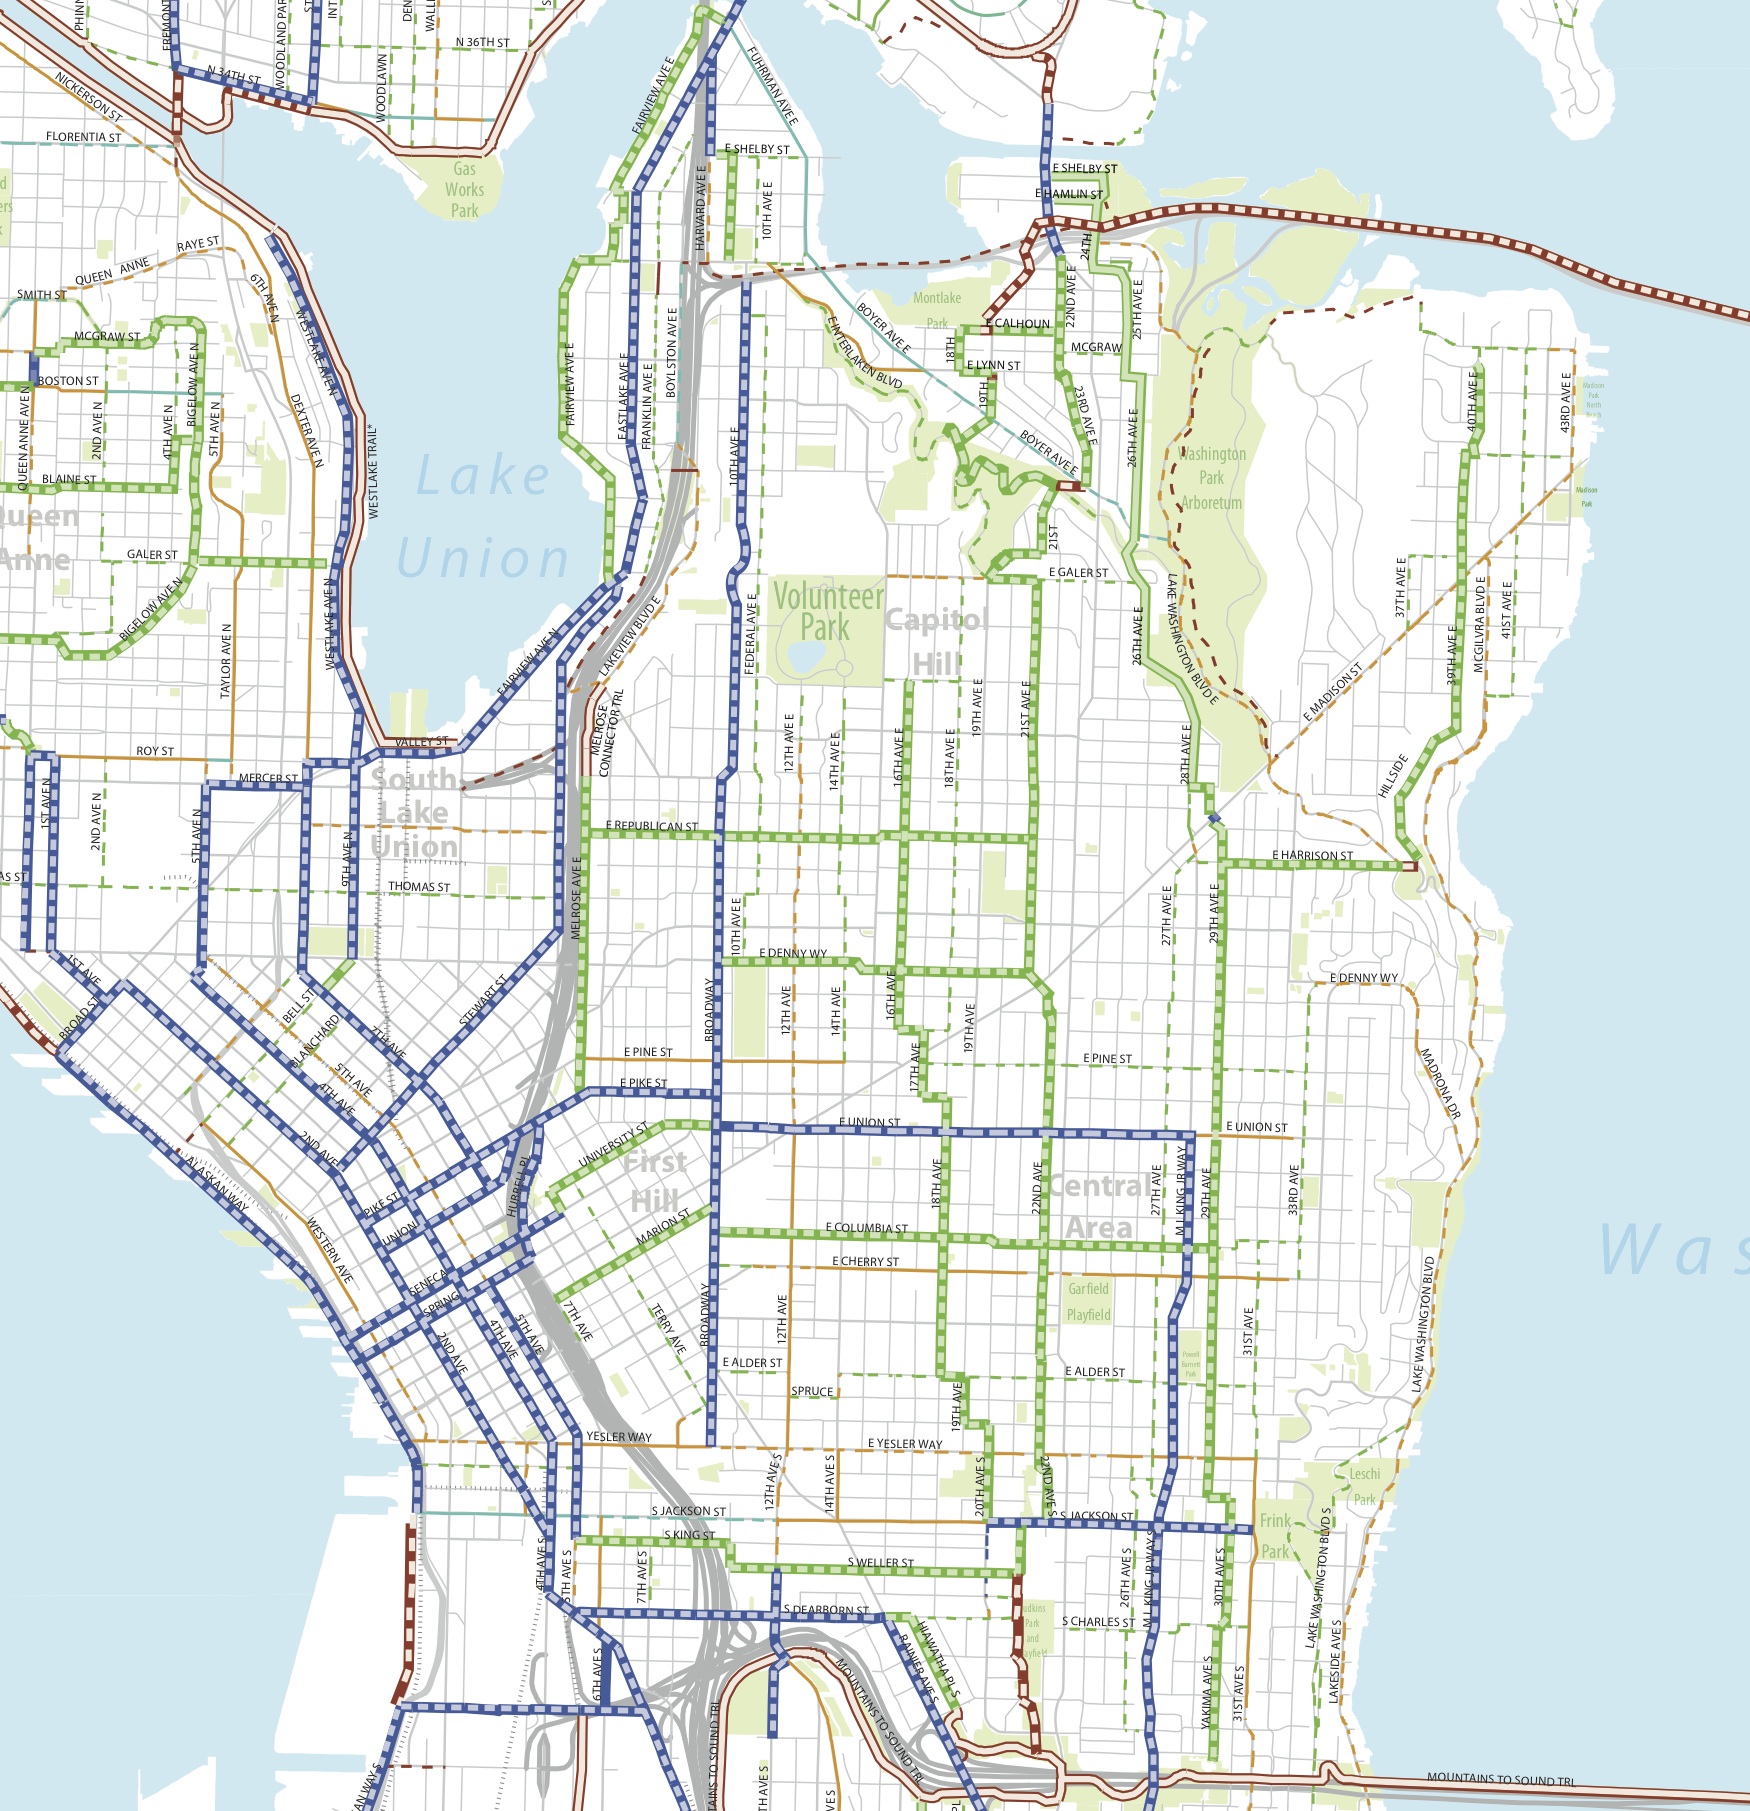 FREMONT
WOODLAND PAR
N 34TH ST
N 36TH ST
WOODLAWN
NICKERSON ST
FLORENTIA ST
Gas
Works
Park
FAIRVIEW AVE E
FUHRMAN AVE E
E SHELBY ST
HARVARD AVE E
10TH AVE E
E SHELBY ST
E HAMLIN ST
24TH
RAYE ST
QUEEN ANNE
SMITH ST
6TH AVE N
WESTLAKE AVE N
MCGRAW ST
BOSTON ST
QUEEN ANNE AVE N
2ND AVE N
4TH AVE N
BIGELOW AVE N
5TH AVE N
DEXTER AVE N
WESTLAKE TRAIL*
BLAINE ST
Queen
Anne
GALER ST
BIGELOW AVE N
TAYLOR AVE N
WESTLAKE AVE N
Lake
Union
FAIRVIEW AVE E
EASTLAKE AVE E
FRANKLIN AVE E
BOYLSTON AVE E
10TH AVE E
Montlake
Park
BOYER AVE E
E INTERLAKEN BLVD
E CALHOUN
18TH
E LYNN ST
19TH
22ND AVE E
25TH AVE E
MCGRAW
23RD AVE E
26TH AVE E
BOYER AVE E
21ST
E GALER ST
Washington
Park
Arboretum
LAKE WASHINGTON BLVD E
26TH AVE E
40TH AVE E
43RD AVE E
Madison
Park
37TH AVE E
39TH AVE E
MCGILVRA BLVD E
41ST AVE E
E MADISON ST
HILLSIDE
Volunteer
Park
Capitol
Hill
FEDERAL AVE E
FAIRVIEW AVE N
LAKEVIEW BLVD E
MELROSE
CONNECTOR TRL
VALLEY ST
ROY ST
MERCER ST
South
Lake
Union
1ST AVE N
2ND AVE N
5TH AVE N
9TH AVE N
THOMAS ST
AS ST
12TH AVE E
14TH AVE E
16TH AVE E
18TH AVE E
19TH AVE E
21ST AVE E
28TH AVE E
E REPUBLICAN ST
MELROSE AVE E
E HARRISON ST
27TH AVE E
29TH AVE E
10TH AVE E
E DENNY WY
E DENNY WY
1ST AVE
BROAD ST
BELL ST
BLANCHARD
7TH AVE
STEWART ST
BROADWAY
12TH AVE
14TH AVE
16TH AVE
19TH AVE
5TH AVE
4TH AVE
E PINE ST
17TH AVE
E PINE ST
E PIKE ST
MADRONA DR
2ND AVE
UNIVERSITY ST
E UNION ST
E UNION ST
ALASKAN WAY
PIKE ST
UNION
HUBBELL PL
First
Hill
MARION ST
18TH AVE
22ND AVE
Central
Area
27TH AVE
M L KING JR WAY
29TH AVE
33RD AVE
WESTERN AVE
SENECA
SPRING
E COLUMBIA ST
E CHERRY ST
Garfield
Playfield
LAKE WASHINGTON BLVD
Was
2ND AVE
4TH AVE
5TH AVE
7TH AVE
TERRY AVE
BROADWAY
12TH AVE
E ALDER ST
SPRUCE
E ALDER ST
31ST AVE
Powell
Barnett
Park
19TH AVE
YESLER WAY
E YESLER WAY
12TH AVE S
14TH AVE S
20TH AVE S
22ND AVE S
Leschi
Park
S JACKSON ST
S JACKSON ST
Frink
Park
S KING ST
S WELLER ST
4TH AVE S
5TH AVE S
7TH AVE S
26TH AVE S
M L KING JR WAY S
30TH AVE S
LAKE WASHINGTON BLVD S
S DEARBORN ST
S CHARLES ST
6TH AVE S
RAINIER AVE S
HIAWATHA PL S
YAKIMA AVE S
31ST AVE S
LAKESIDE AVE S
MOUNTAINS TO SOUND TRL
MOUNTAINS TO SOUND TRL